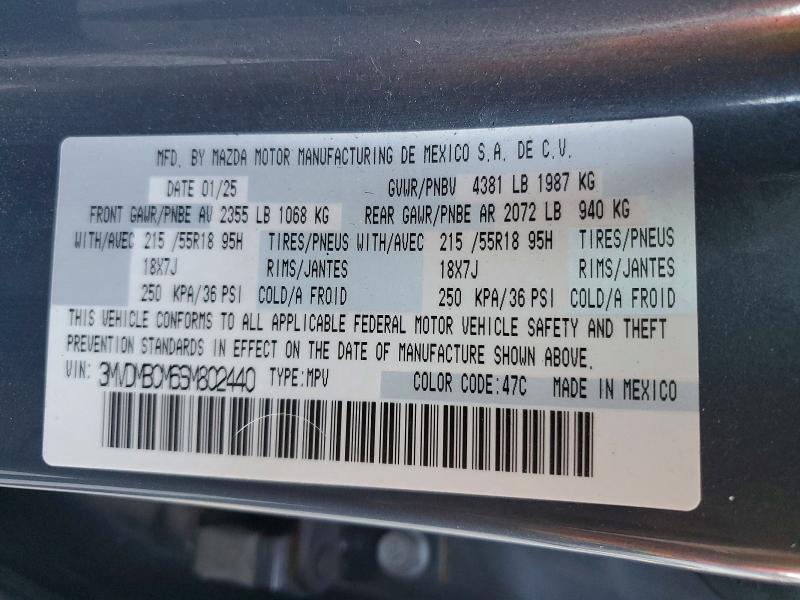 MFD. BY MAZDA MOTOR MANUFACTURING DE MEXICO S.A. DE C.V.
DATE 01/25 GVWR/PNBV 4381 LB 1987 KG
FRONT GAWR/PNBE AV 2355 LB 1068 KG REAR GAWR/PNBE AR 2072 LB 940 KG
WITH/AVEC 215 /55R18 95H TIRES/PNEUS WITH/AVEC 215 /55R18 95H TIRES/PNEUS
18X7J RIMS/JANTES 18X7J RIMS/JANTES
250 KPA/36 PSI COLD/A FROID 250 KPA/36 PSI COLD/A FROID
THIS VEHICLE CONFORMS TO ALL APPLICABLE FEDERAL MOTOR VEHICLE SAFETY AND THEFT
PREVENTION STANDARDS IN EFFECT ON THE DATE OF MANUFACTURE SHOWN ABOVE.
VIN: 3MVDMBCM6SM802440 TYPE:MPV COLOR CODE:47C MADE IN MEXICO